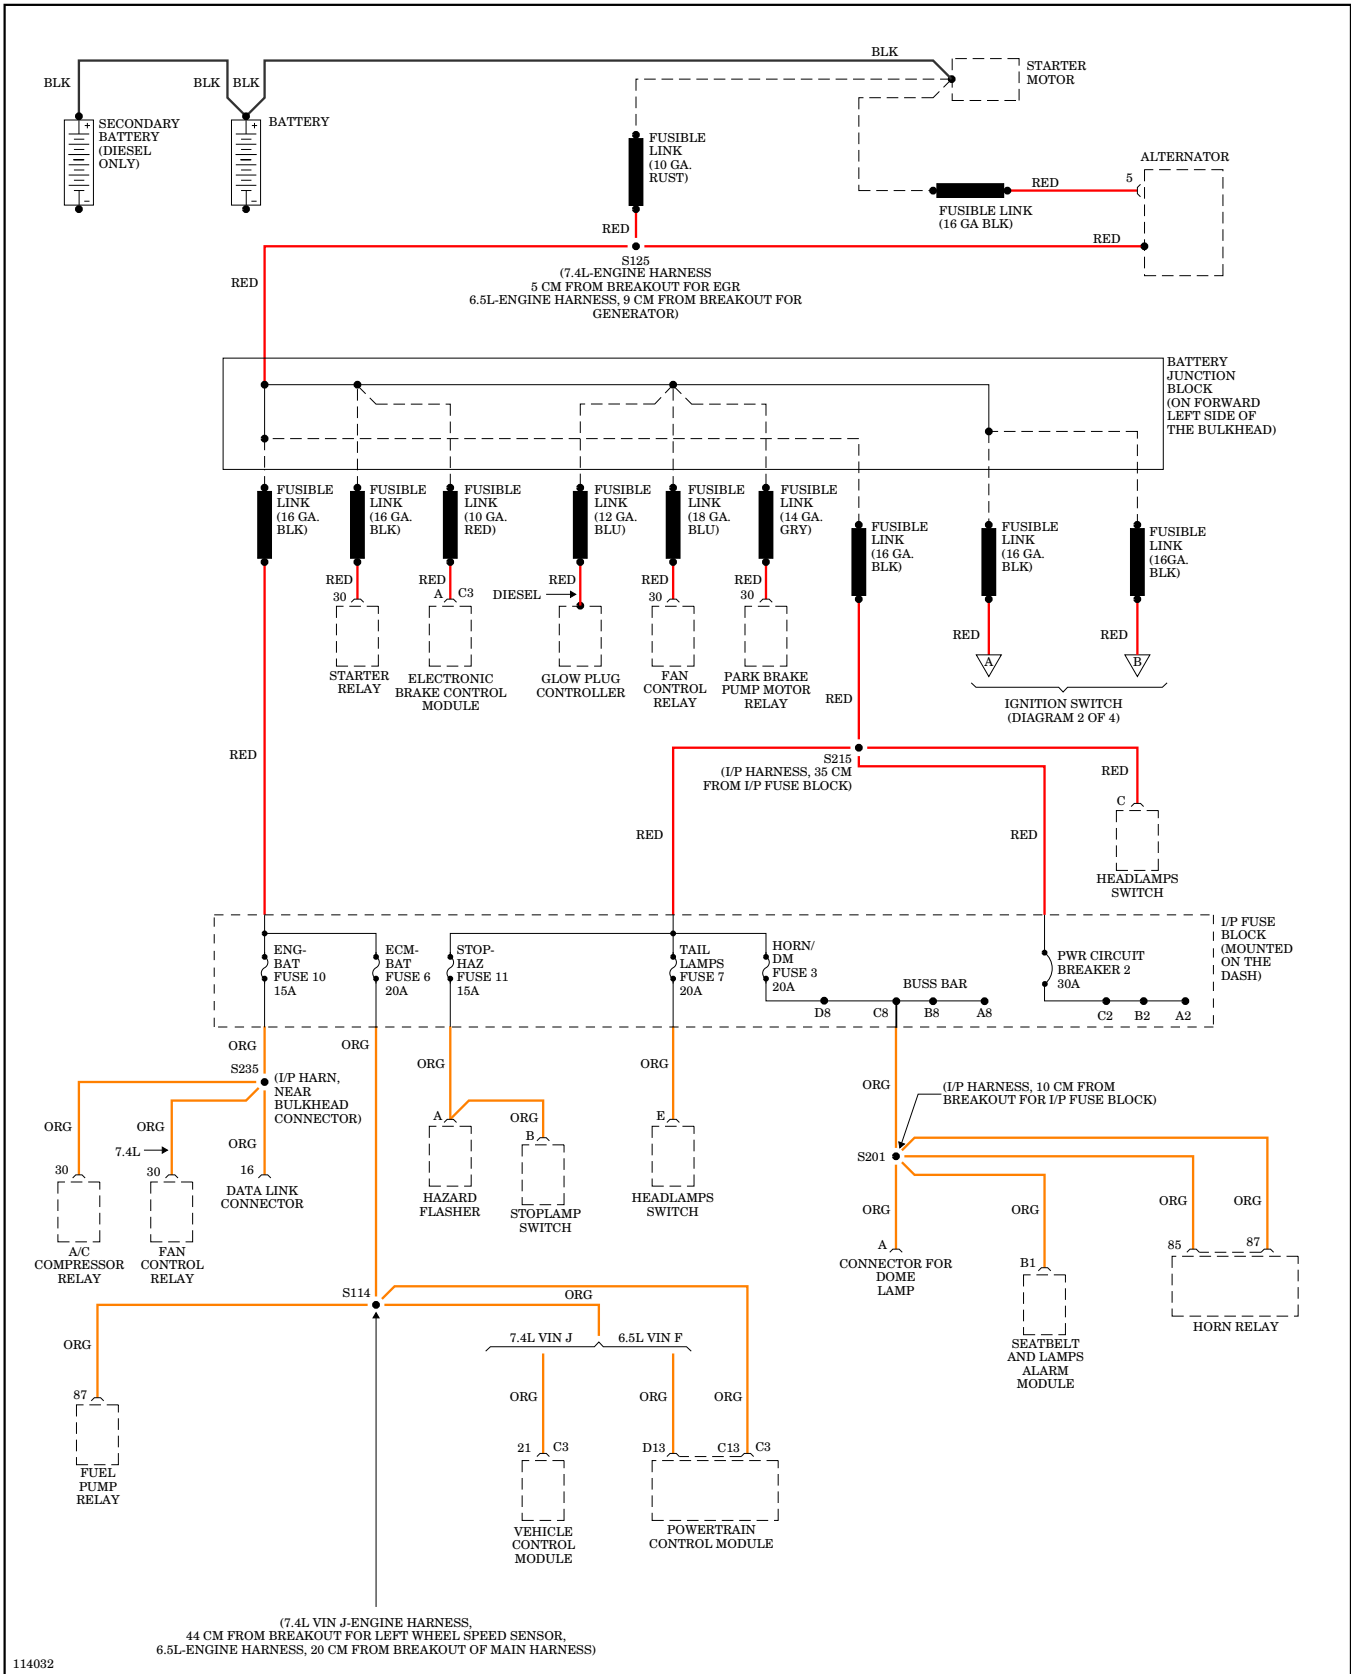 BLK
BLK
BLK
BLK
STARTER
MOTOR
SECONDARY
BATTERY
(DIESEL
ONLY)
BATTERY
FUSIBLE
LINK
(10 GA.
RUST)
ALTERNATOR
5
RED
FUSIBLE LINK
(16 GA BLK)
RED
RED
S125
(7.4L-ENGINE HARNESS
5 CM FROM BREAKOUT FOR EGR
6.5L-ENGINE HARNESS, 9 CM FROM BREAKOUT FOR
GENERATOR)
RED
BATTERY
JUNCTION
BLOCK
(ON FORWARD
LEFT SIDE OF
THE BULKHEAD)
FUSIBLE
LINK
(16 GA.
BLK)
FUSIBLE
LINK
(16 GA.
BLK)
FUSIBLE
LINK
(10 GA.
RED)
FUSIBLE
LINK
(12 GA.
BLU)
FUSIBLE
LINK
(18 GA.
BLU)
FUSIBLE
LINK
(14 GA.
GRY)
FUSIBLE
LINK
(16 GA.
BLK)
FUSIBLE
LINK
(16 GA.
BLK)
FUSIBLE
LINK
(16GA.
BLK)
RED
30
RED
A
C3
DIESEL
RED
RED
30
RED
30
RED
RED
A
B
STARTER
RELAY
ELECTRONIC
BRAKE CONTROL
MODULE
GLOW PLUG
CONTROLLER
FAN
CONTROL
RELAY
PARK BRAKE
PUMP MOTOR
RELAY
RED
IGNITION SWITCH
(DIAGRAM 2 OF 4)
RED
S215
(I/P HARNESS, 35 CM
FROM I/P FUSE BLOCK)
RED
C
RED
RED
HEADLAMPS
SWITCH
ENG-
BAT
FUSE 10
15A
ECM-
BAT
FUSE 6
20A
STOP-
HAZ
FUSE 11
15A
TAIL
LAMPS
FUSE 7
20A
HORN/
DM
FUSE 3
20A
BUSS BAR
D8
C8
B8
A8
PWR CIRCUIT
BREAKER 2
30A
C2
B2
A2
I/P FUSE
BLOCK
(MOUNTED
ON THE
DASH)
ORG
ORG
S235
(I/P HARN,
NEAR
BULKHEAD
CONNECTOR)
ORG
ORG
ORG
ORG
ORG
ORG
7.4L
30
30
16
A/C
COMPRESSOR
RELAY
FAN
CONTROL
RELAY
DATA LINK
CONNECTOR
A
ORG
B
HAZARD
FLASHER
STOPLAMP
SWITCH
E
HEADLAMPS
SWITCH
(I/P HARNESS, 10 CM FROM
BREAKOUT FOR I/P FUSE BLOCK)
S201
ORG
ORG
ORG
ORG
A
CONNECTOR FOR
DOME
LAMP
B1
SEATBELT
AND LAMPS
ALARM
MODULE
85
87
HORN RELAY
S114
ORG
ORG
7.4L VIN J
6.5L VIN F
87
FUEL
PUMP
RELAY
ORG
ORG
ORG
21
C3
D13
C13
C3
VEHICLE
CONTROL
MODULE
POWERTRAIN
CONTROL MODULE
(7.4L VIN J-ENGINE HARNESS,
44 CM FROM BREAKOUT FOR LEFT WHEEL SPEED SENSOR,
6.5L-ENGINE HARNESS, 20 CM FROM BREAKOUT OF MAIN HARNESS)
114032